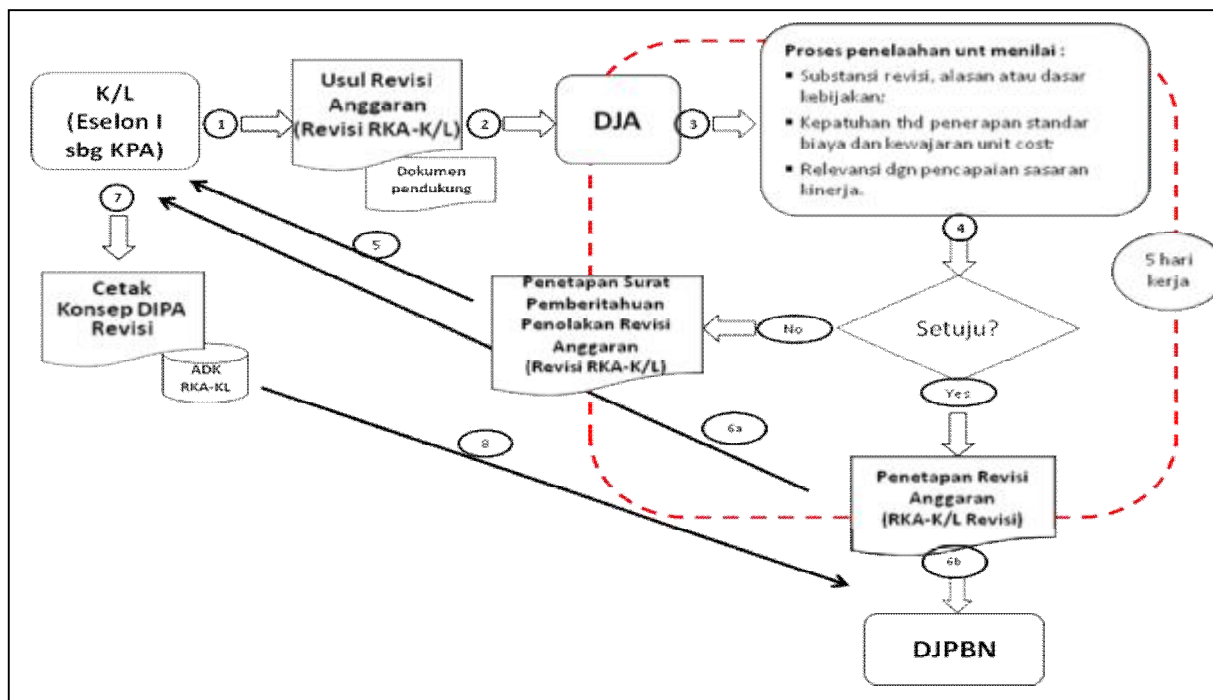 K/L
(Eselon I
sbg KPA)
1
Usul Revisi
Anggaran
(Revisi RKA-K/L)
Dokumen
pendukung
2
DJA
3
Proses penelaahan unt menilai :
▪ Substansi revisi, alasan atau dasar
kebijakan;
▪ Kepatuhan thd penerapan standar
biaya dan kewajaran unit cost;
▪ Relevansi dgn pencapaian sasaran
kinerja.
4
5 hari
kerja
Setuju?
No
Yes
Penetapan Surat
Pemberitahuan
Penolakan Revisi
Anggaran
(Revisi RKA-K/L)
5
6a
Penetapan Revisi
Anggaran
(RKA-K/L Revisi)
6b
DJPBN
7
Cetak
Konsep DIPA
Revisi
ADK
RKA-KL
8